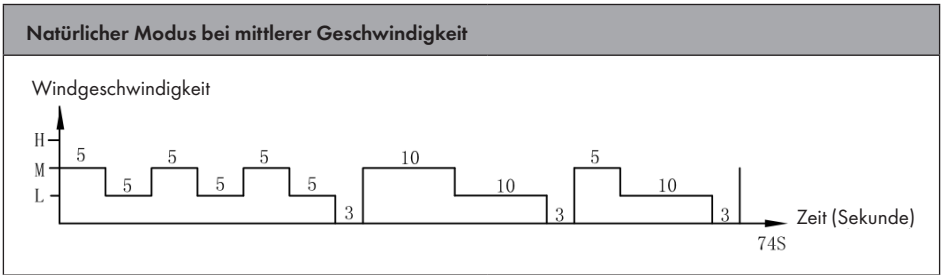 Natürlicher Modus bei mittlerer Geschwindigkeit
Windgeschwindigkeit
H
M
L
5 5 5 10 5
5 5 5 3 10 3 10 3
Zeit (Sekunde)
74S